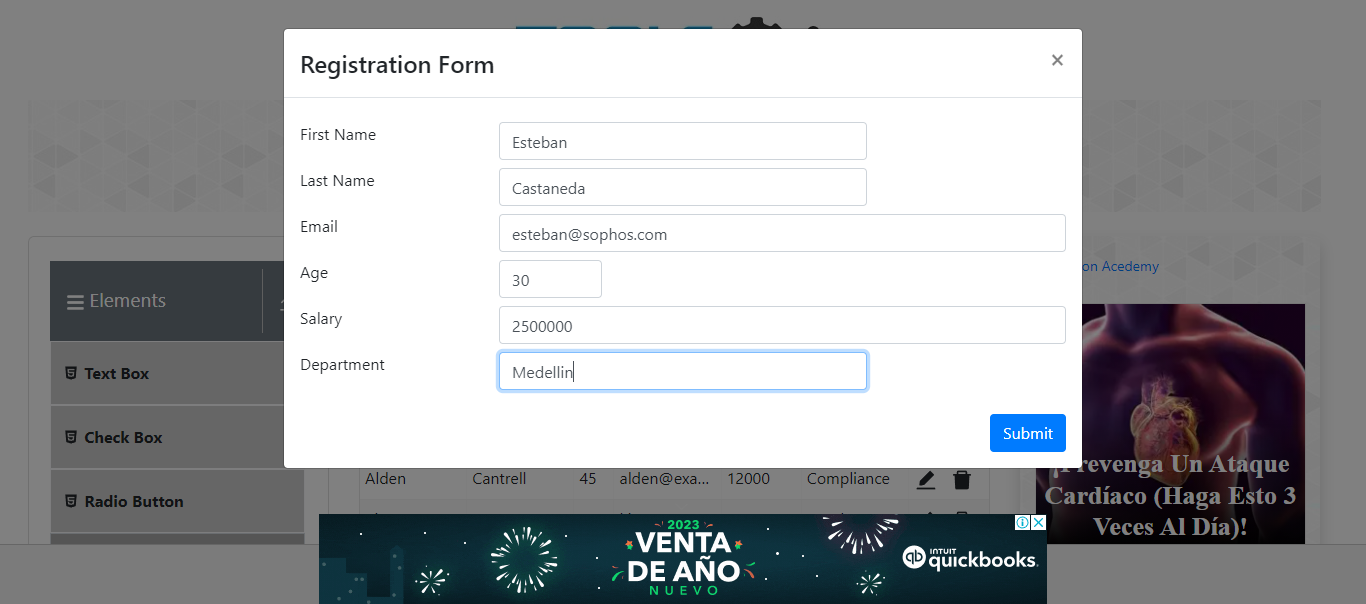 Registration Form
×
First Name
Esteban
Last Name
Castaneda
Email
esteban@sophos.com
Age
30
Salary
2500000
Department
Medellin
Submit
Elements
Text Box
Check Box
Radio Button
Alden Cantrell 45 alden@exa... 12000 Compliance
on Acedemy
¡Prevenga Un Ataque
Cardíaco (Haga Esto 3
Veces Al Día)!
2023
VENTA
DE AÑO
NUEVO
INTUIT
quickbooks.